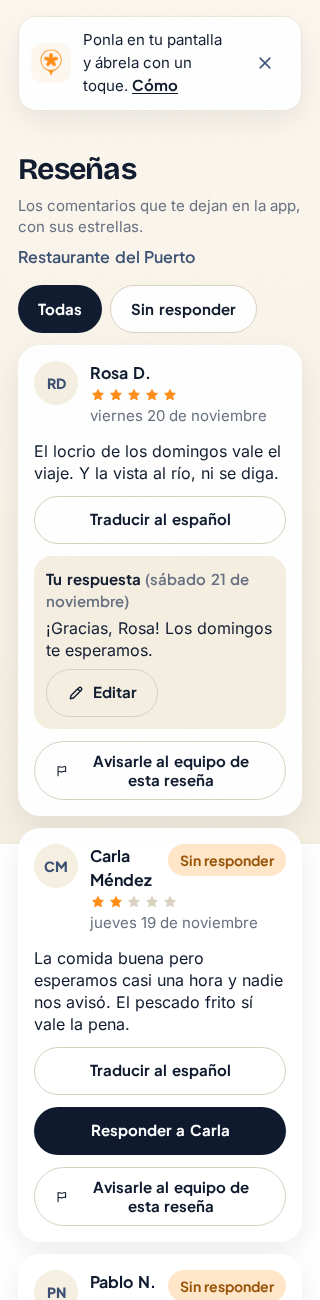 Ponla en tu pantalla
y ábrela con un
toque. Cómo
Reseñas
Los comentarios que te dejan en la app,
con sus estrellas.
Restaurante del Puerto
Todas
Sin responder
RD
Rosa D.
viernes 20 de noviembre
El locrio de los domingos vale el
viaje. Y la vista al río, ni se diga.
Traducir al español
Tu respuesta (sábado 21 de
noviembre)
¡Gracias, Rosa! Los domingos
te esperamos.
Editar
Avisarle al equipo de
esta reseña
CM
Carla
Méndez
Sin responder
jueves 19 de noviembre
La comida buena pero
esperamos casi una hora y nadie
nos avisó. El pescado frito sí
vale la pena.
Traducir al español
Responder a Carla
Avisarle al equipo de
esta reseña
PN
Pablo N.
Sin responder